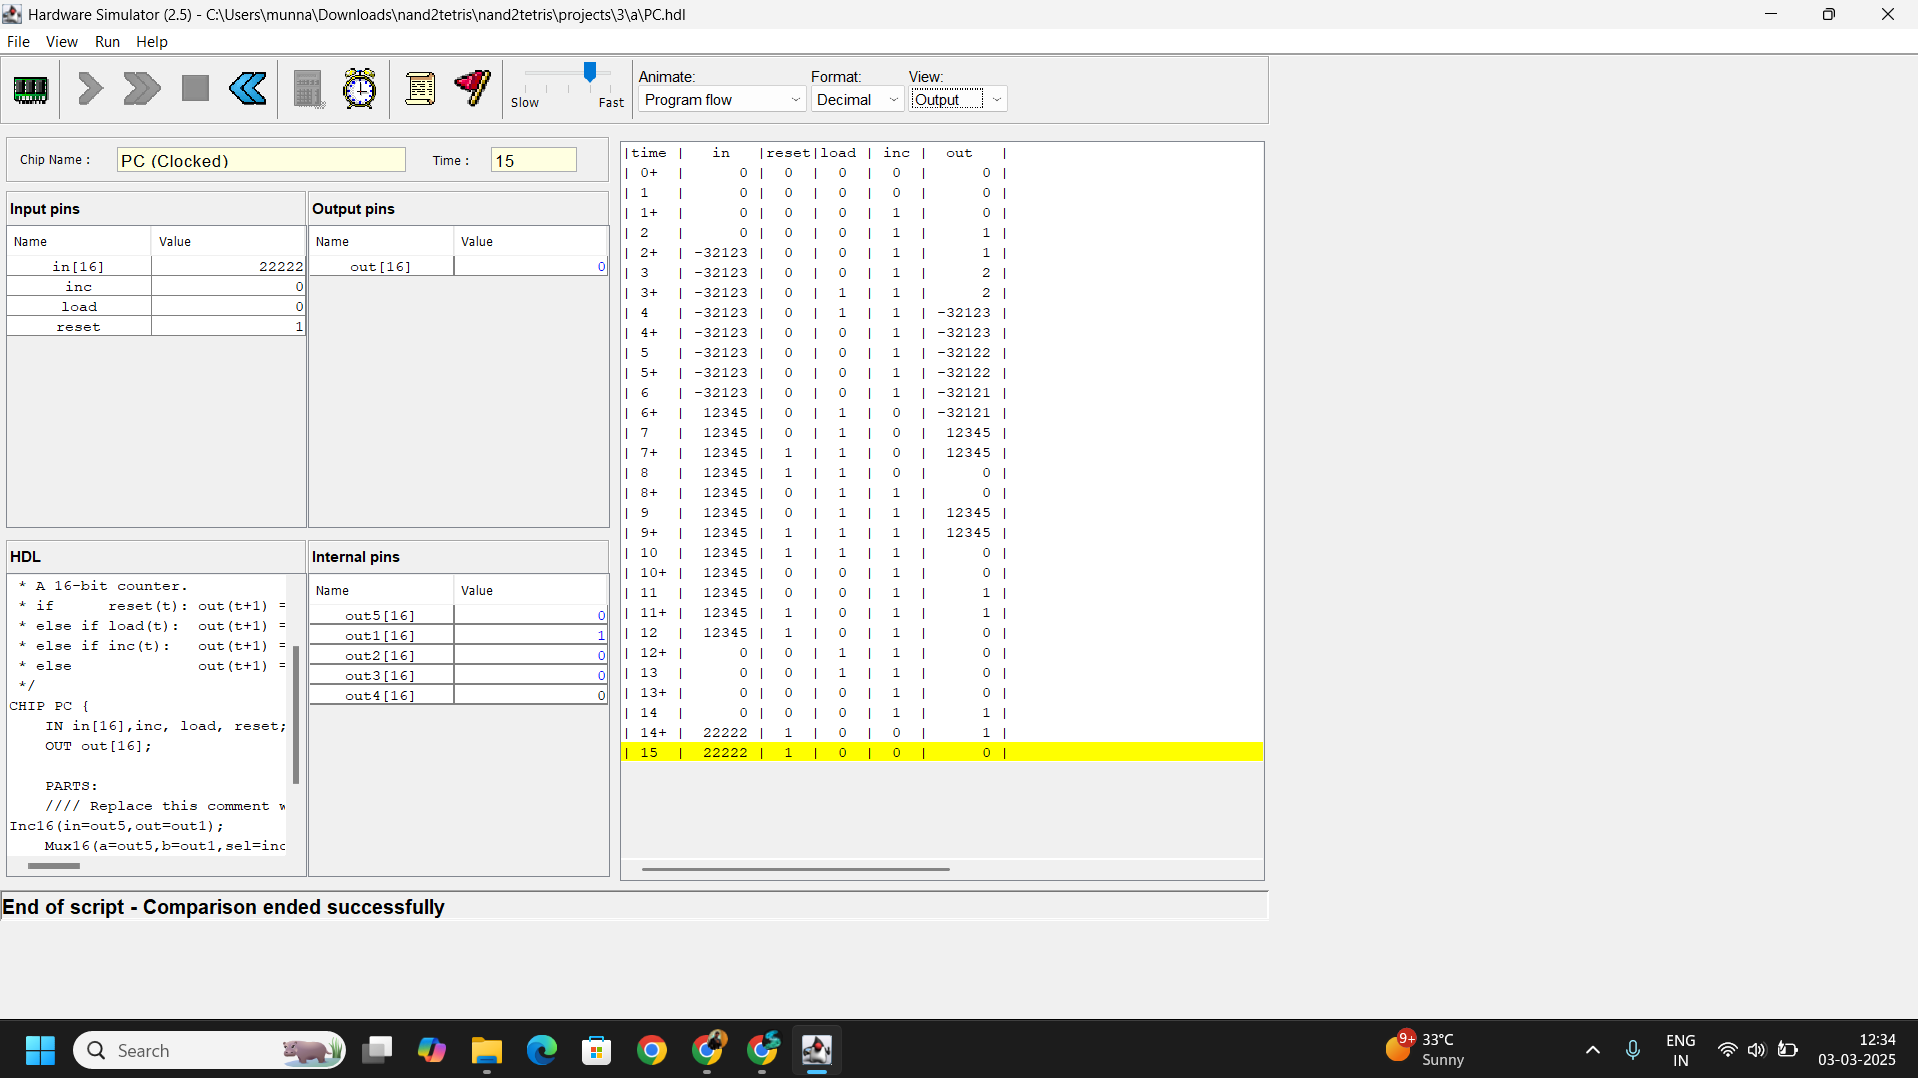 Hardware Simulator (2.5) - C:\Users\munna\Downloads\nand2tetris\nand2tetris\projects\3\a\PC.hdl
File View Run Help
Animate: Format: View:
Slow Fast Program flow Decimal Output
Chip Name : PC (Clocked) Time : 15
Input pins
Name Value
in[16] 22222
inc 0
load 0
reset 1
Output pins
Name Value
out[16] 0
HDL
* A 16-bit counter.
* if reset(t): out(t+1) =
* else if load(t): out(t+1) =
* else if inc(t): out(t+1) =
* else out(t+1) =
*/
CHIP PC {
IN in[16],inc, load, reset;
OUT out[16];
PARTS:
//// Replace this comment w
Inc16(in=out5,out=out1);
Mux16(a=out5,b=out1,sel=inc
Internal pins
Name Value
out5[16] 0
out1[16] 1
out2[16] 0
out3[16] 0
out4[16] 0
|time | in |reset|load | inc | out |
| 0+ | 0 | 0 | 0 | 0 | 0 |
| 1 | 0 | 0 | 0 | 0 | 0 |
| 1+ | 0 | 0 | 0 | 1 | 0 |
| 2 | 0 | 0 | 0 | 1 | 1 |
| 2+ | -32123 | 0 | 0 | 1 | 1 |
| 3 | -32123 | 0 | 0 | 1 | 2 |
| 3+ | -32123 | 0 | 1 | 1 | 2 |
| 4 | -32123 | 0 | 1 | 1 | -32123 |
| 4+ | -32123 | 0 | 0 | 1 | -32123 |
| 5 | -32123 | 0 | 0 | 1 | -32122 |
| 5+ | -32123 | 0 | 0 | 1 | -32122 |
| 6 | -32123 | 0 | 0 | 1 | -32121 |
| 6+ | 12345 | 0 | 1 | 0 | -32121 |
| 7 | 12345 | 0 | 1 | 0 | 12345 |
| 7+ | 12345 | 1 | 1 | 0 | 12345 |
| 8 | 12345 | 1 | 1 | 0 | 0 |
| 8+ | 12345 | 0 | 1 | 1 | 0 |
| 9 | 12345 | 0 | 1 | 1 | 12345 |
| 9+ | 12345 | 1 | 1 | 1 | 12345 |
| 10 | 12345 | 1 | 1 | 1 | 0 |
| 10+ | 12345 | 0 | 0 | 1 | 0 |
| 11 | 12345 | 0 | 0 | 1 | 1 |
| 11+ | 12345 | 1 | 0 | 1 | 1 |
| 12 | 12345 | 1 | 0 | 1 | 0 |
| 12+ | 0 | 0 | 1 | 1 | 0 |
| 13 | 0 | 0 | 1 | 1 | 0 |
| 13+ | 0 | 0 | 0 | 1 | 0 |
| 14 | 0 | 0 | 0 | 1 | 1 |
| 14+ | 22222 | 1 | 0 | 0 | 1 |
| 15 | 22222 | 1 | 0 | 0 | 0 |
End of script - Comparison ended successfully
Search
9+ 33°C
Sunny
ENG
IN
12:34
03-03-2025